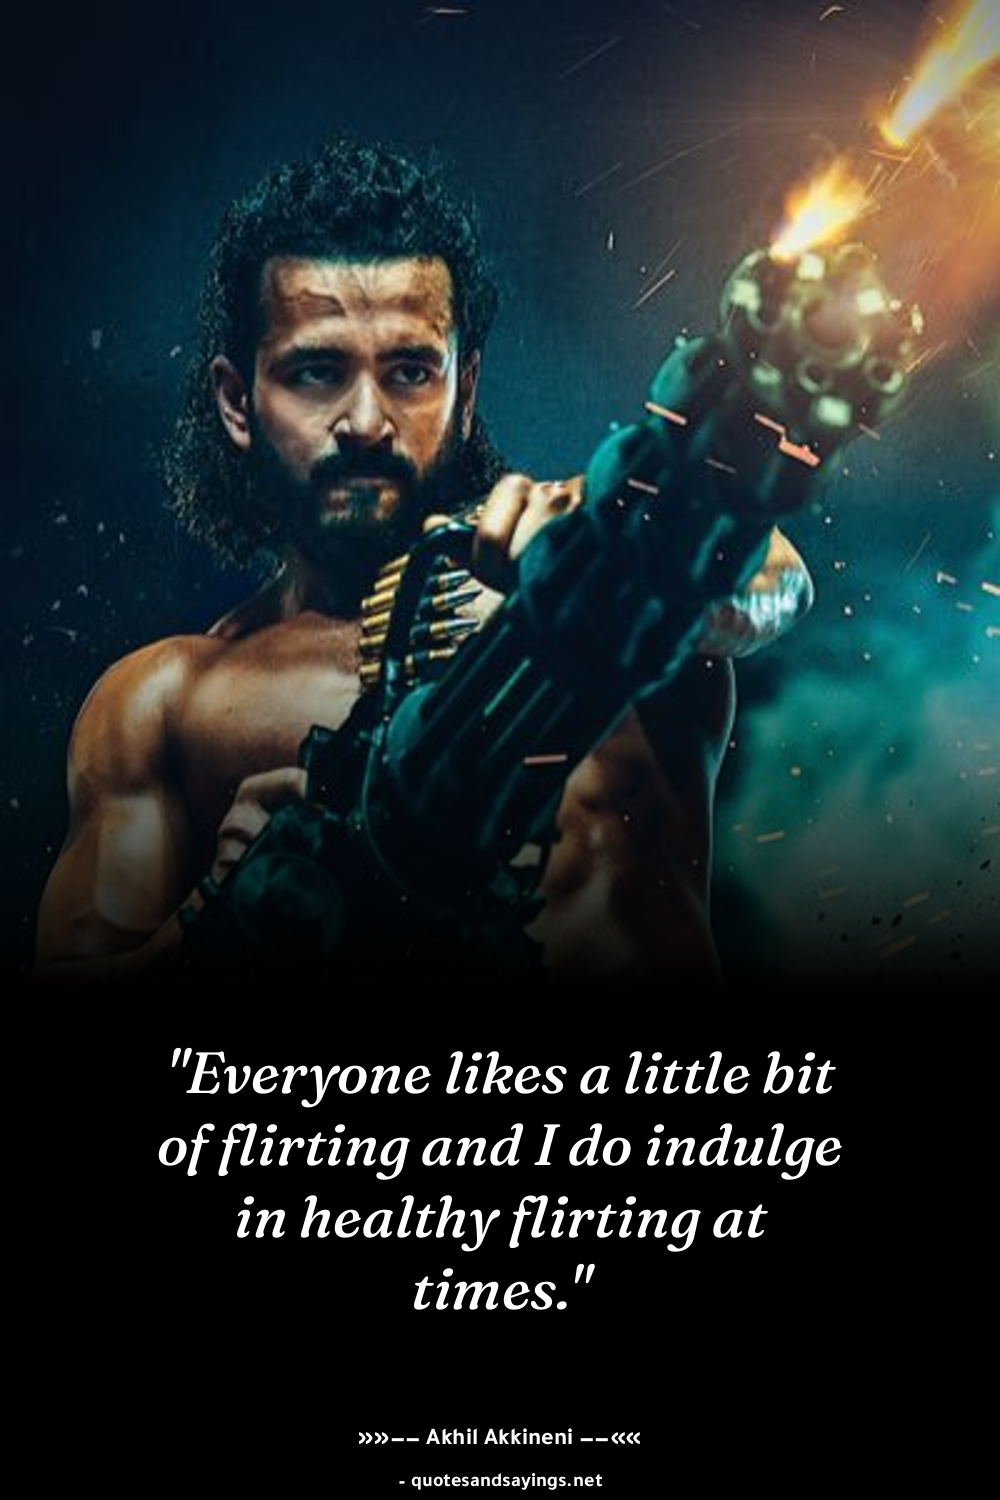 "Everyone likes a little bit
of flirting and I do indulge
in healthy flirting at
times."
»»−− Akhil Akkineni −−««
- quotesandsayings.net